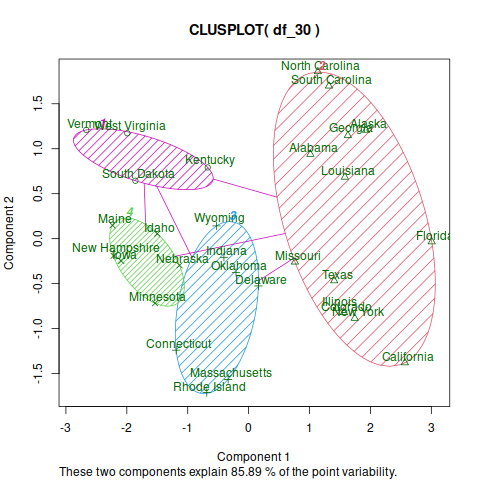 CLUSPLOT( df_30 )
North Carolina
2
South Carolina
Vermont
West Virginia
Alaska
Georgia
Alabama
Kentucky
South Dakota
Louisiana
4
Maine
Wyoming
3
Idaho
Florida
New Hampshire
Iowa
Nebraska
Indiana
Oklahoma
Missouri
Delaware
Texas
Minnesota
Illinois
Colorado
New York
Connecticut
California
Massachusetts
Rhode Island
Component 2
1.5
1.0
0.5
0.0
-0.5
-1.0
-1.5
-3 -2 -1 0 1 2 3
Component 1
These two components explain 85.89 % of the point variability.